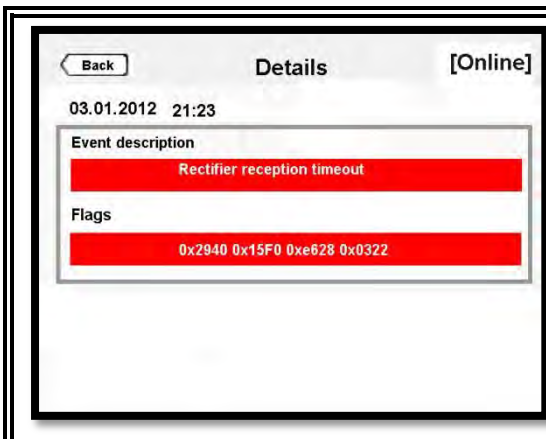 Back Details [Online]
03.01.2012 21:23
Event description
Rectifier reception timeout
Flags
0x2940 0x15F0 0xe628 0x0322